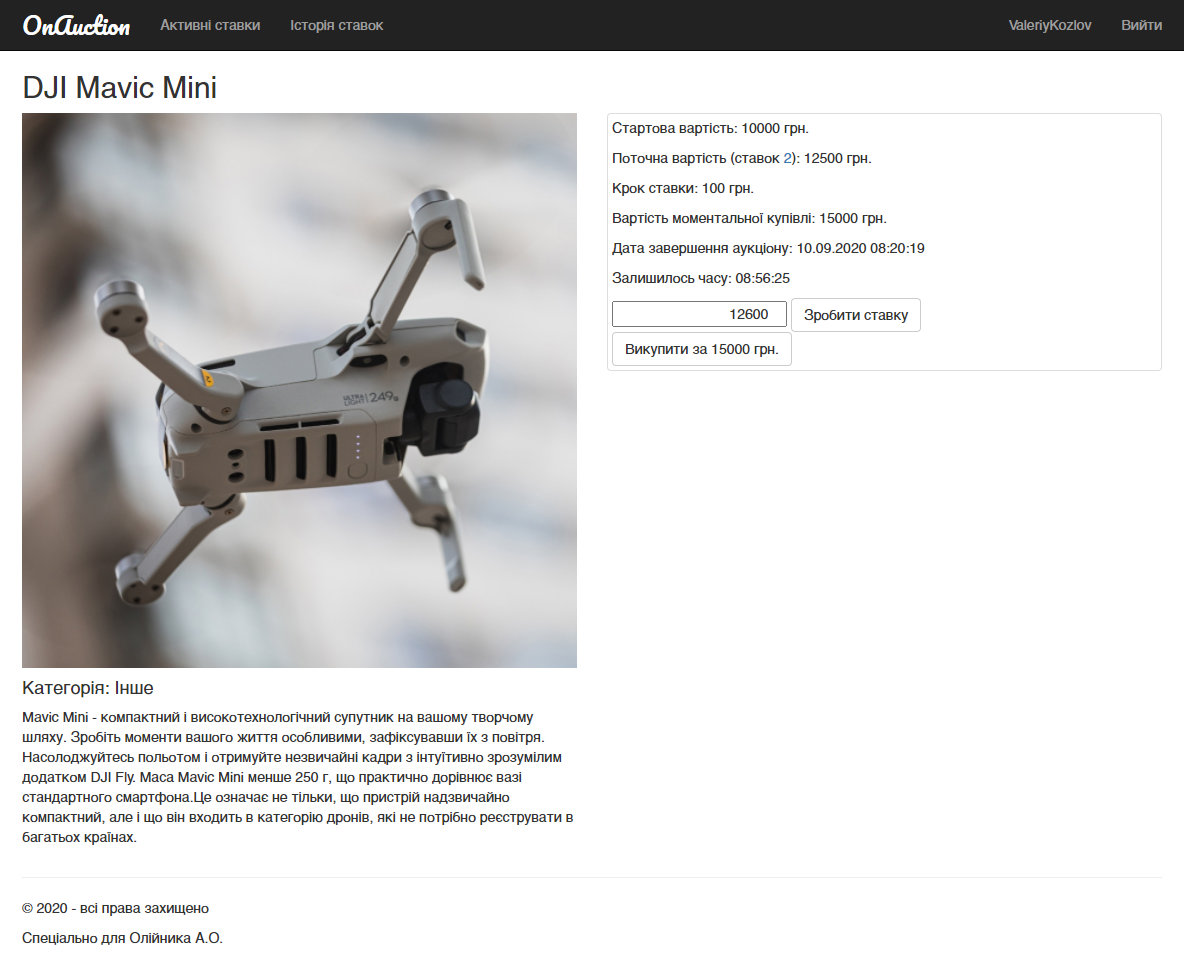 OnAuction Активні ставки Історія ставок ValeriyKozlov Вийти
DJI Mavic Mini
ULTRA
LIGHT 249g
Стартова вартість: 10000 грн.
Поточна вартість (ставок 2): 12500 грн.
Крок ставки: 100 грн.
Вартість моментальної купівлі: 15000 грн.
Дата завершення аукціону: 10.09.2020 08:20:19
Залишилось часу: 08:56:25
12600 Зробити ставку
Викупити за 15000 грн.
Категорія: Інше
Mavic Mini - компактний і високотехнологічний супутник на вашому творчому
шляху. Зробіть моменти вашого життя особливими, зафіксувавши їх з повітря.
Насолоджуйтесь польотом і отримуйте незвичайні кадри з інтуїтивно зрозумілим
додатком DJI Fly. Маса Mavic Mini менше 250 г, що практично дорівнює вазі
стандартного смартфона.Це означає не тільки, що пристрій надзвичайно
компактний, але і що він входить в категорію дронів, які не потрібно реєструвати в
багатьох країнах.
© 2020 - всі права захищено
Спеціально для Олійника А.О.